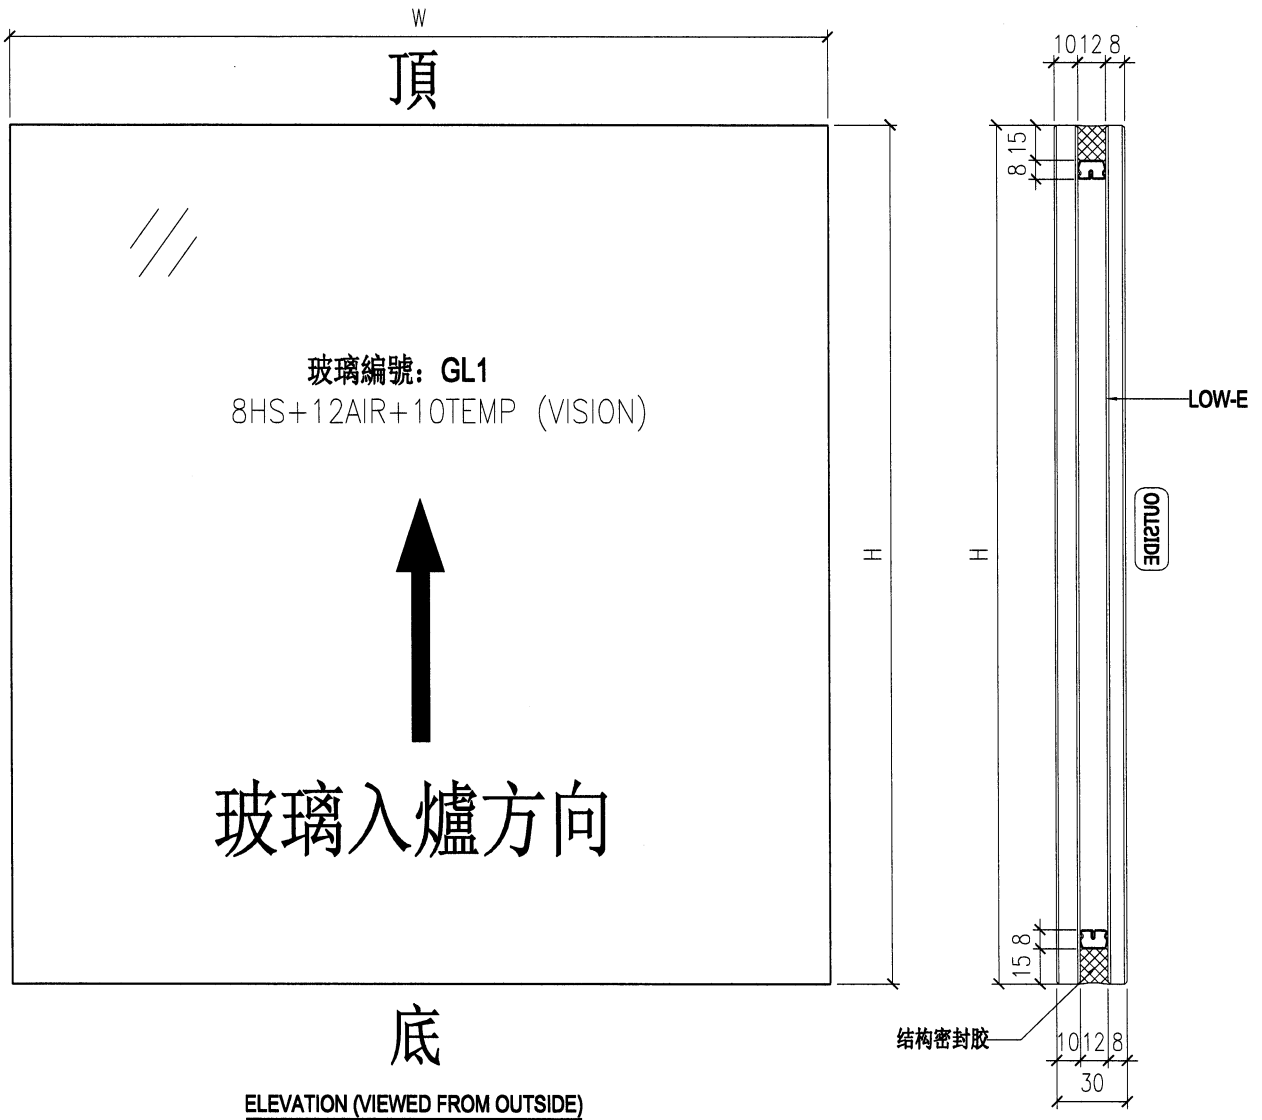 W
頂
10 12 8
15
8
玻璃編號：GL1
8HS+12AIR+10TEMP (VISION)
LOW-E
OUTSIDE
H
H
玻璃入爐方向
8
15
底
结构密封胶
10 12 8
30
ELEVATION (VIEWED FROM OUTSIDE)